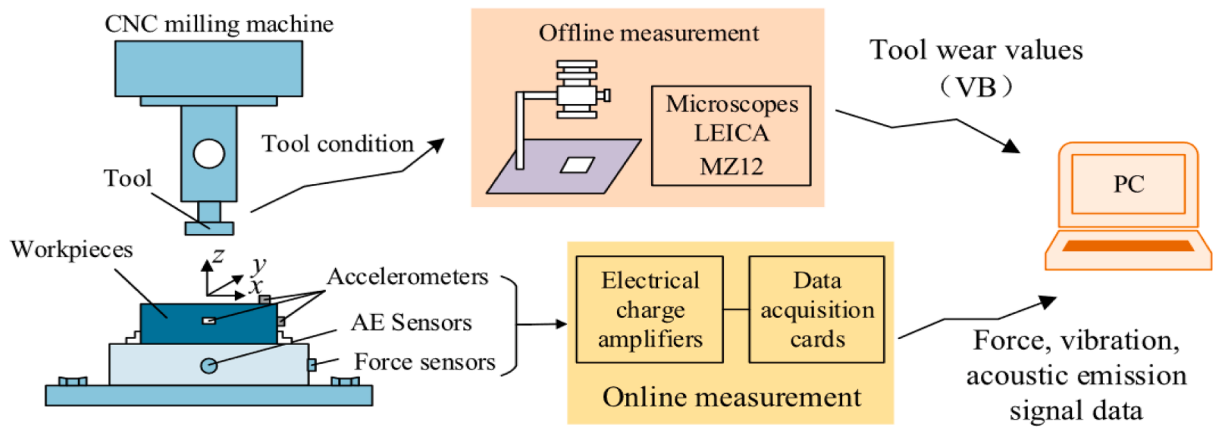 CNC milling machine
Tool
Workpieces
z
y
x
Tool condition
Offline measurement
Microscopes
LEICA
MZ12
Tool wear values
（VB）
PC
Accelerometers
AE Sensors
Force sensors
Electrical
charge
amplifiers
Data
acquisition
cards
Online measurement
Force, vibration,
acoustic emission
signal data